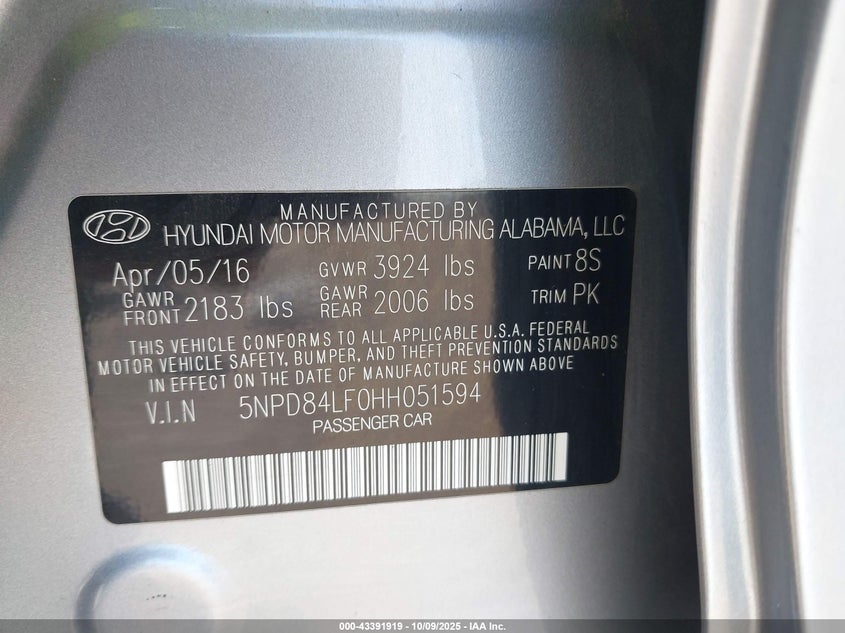 MANUFACTURED BY
HYUNDAI MOTOR MANUFACTURING ALABAMA, LLC
Apr/05/16 GVWR 3924 lbs PAINT 8S
GAWR FRONT 2183 lbs GAWR REAR 2006 lbs TRIM PK
THIS VEHICLE CONFORMS TO ALL APPLICABLE U.S.A. FEDERAL
MOTOR VEHICLE SAFETY, BUMPER, AND THEFT PREVENTION STANDARDS
IN EFFECT ON THE DATE OF MANUFACTURE SHOWN ABOVE
V.I.N 5NPD84LF0HH051594
PASSENGER CAR
000-43391919 - 10/09/2025 - IAA Inc.